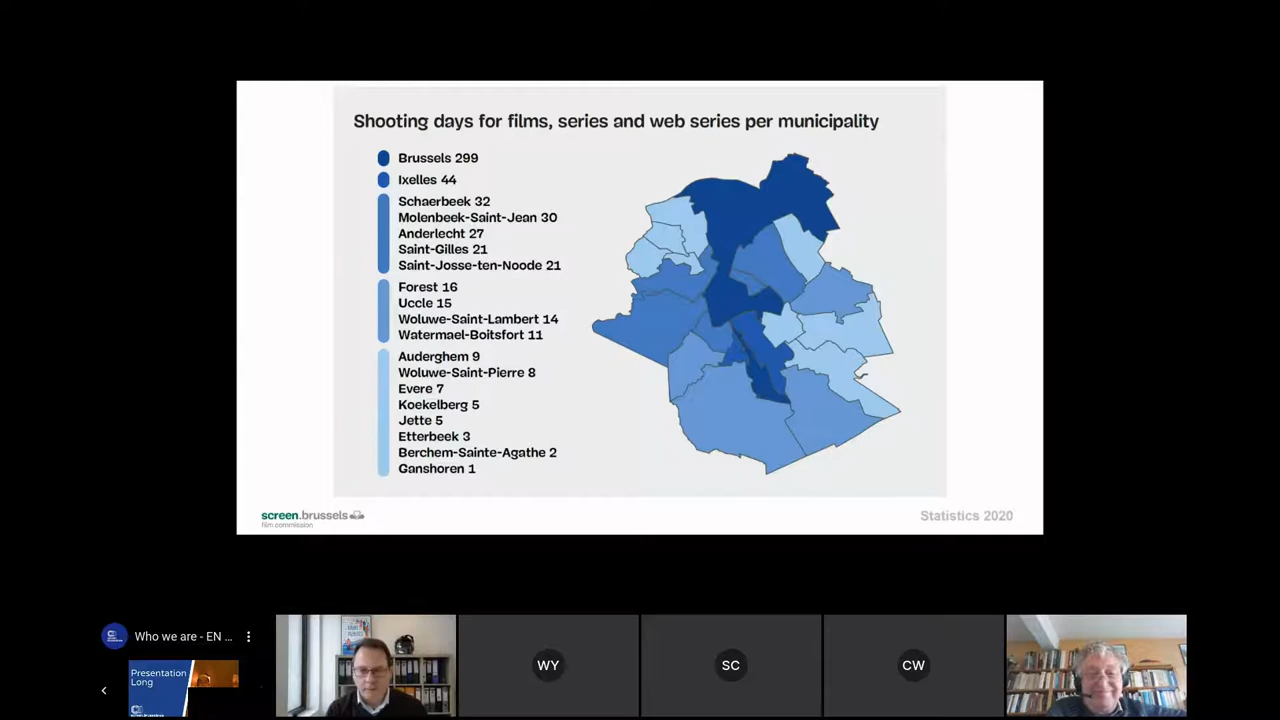 Shooting days for films, series and web series per municipality
Brussels 299
Ixelles 44
Schaerbeek 32
Molenbeek-Saint-Jean 30
Anderlecht 27
Saint-Gilles 21
Saint-Josse-ten-Noode 21
Forest 16
Uccle 15
Woluwe-Saint-Lambert 14
Watermael-Boitsfort 11
Auderghem 9
Woluwe-Saint-Pierre 8
Evere 7
Koekelberg 5
Jette 5
Etterbeek 3
Berchem-Sainte-Agathe 2
Ganshoren 1
screen.brussels
film commission
Statistics 2020
Who we are - EN ...
Presentation
Long
WY
SC
CW